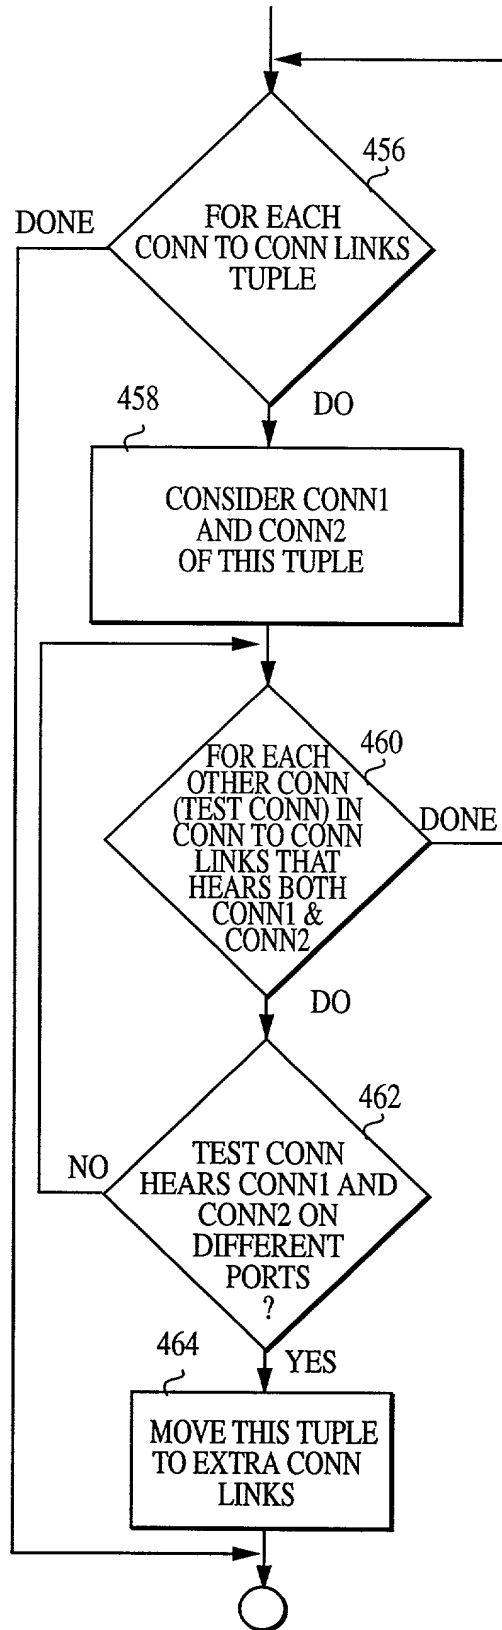 456
DONE
FOR EACH
CONN TO CONN LINKS
TUPLE
DO
458
CONSIDER CONN1
AND CONN2
OF THIS TUPLE
460
FOR EACH
OTHER CONN
(TEST CONN) IN
CONN TO CONN
LINKS THAT
HEARS BOTH
CONN1 &
CONN2
DONE
DO
462
NO
TEST CONN
HEARS CONN1 AND
CONN2 ON
DIFFERENT
PORTS
?
464
YES
MOVE THIS TUPLE
TO EXTRA CONN
LINKS